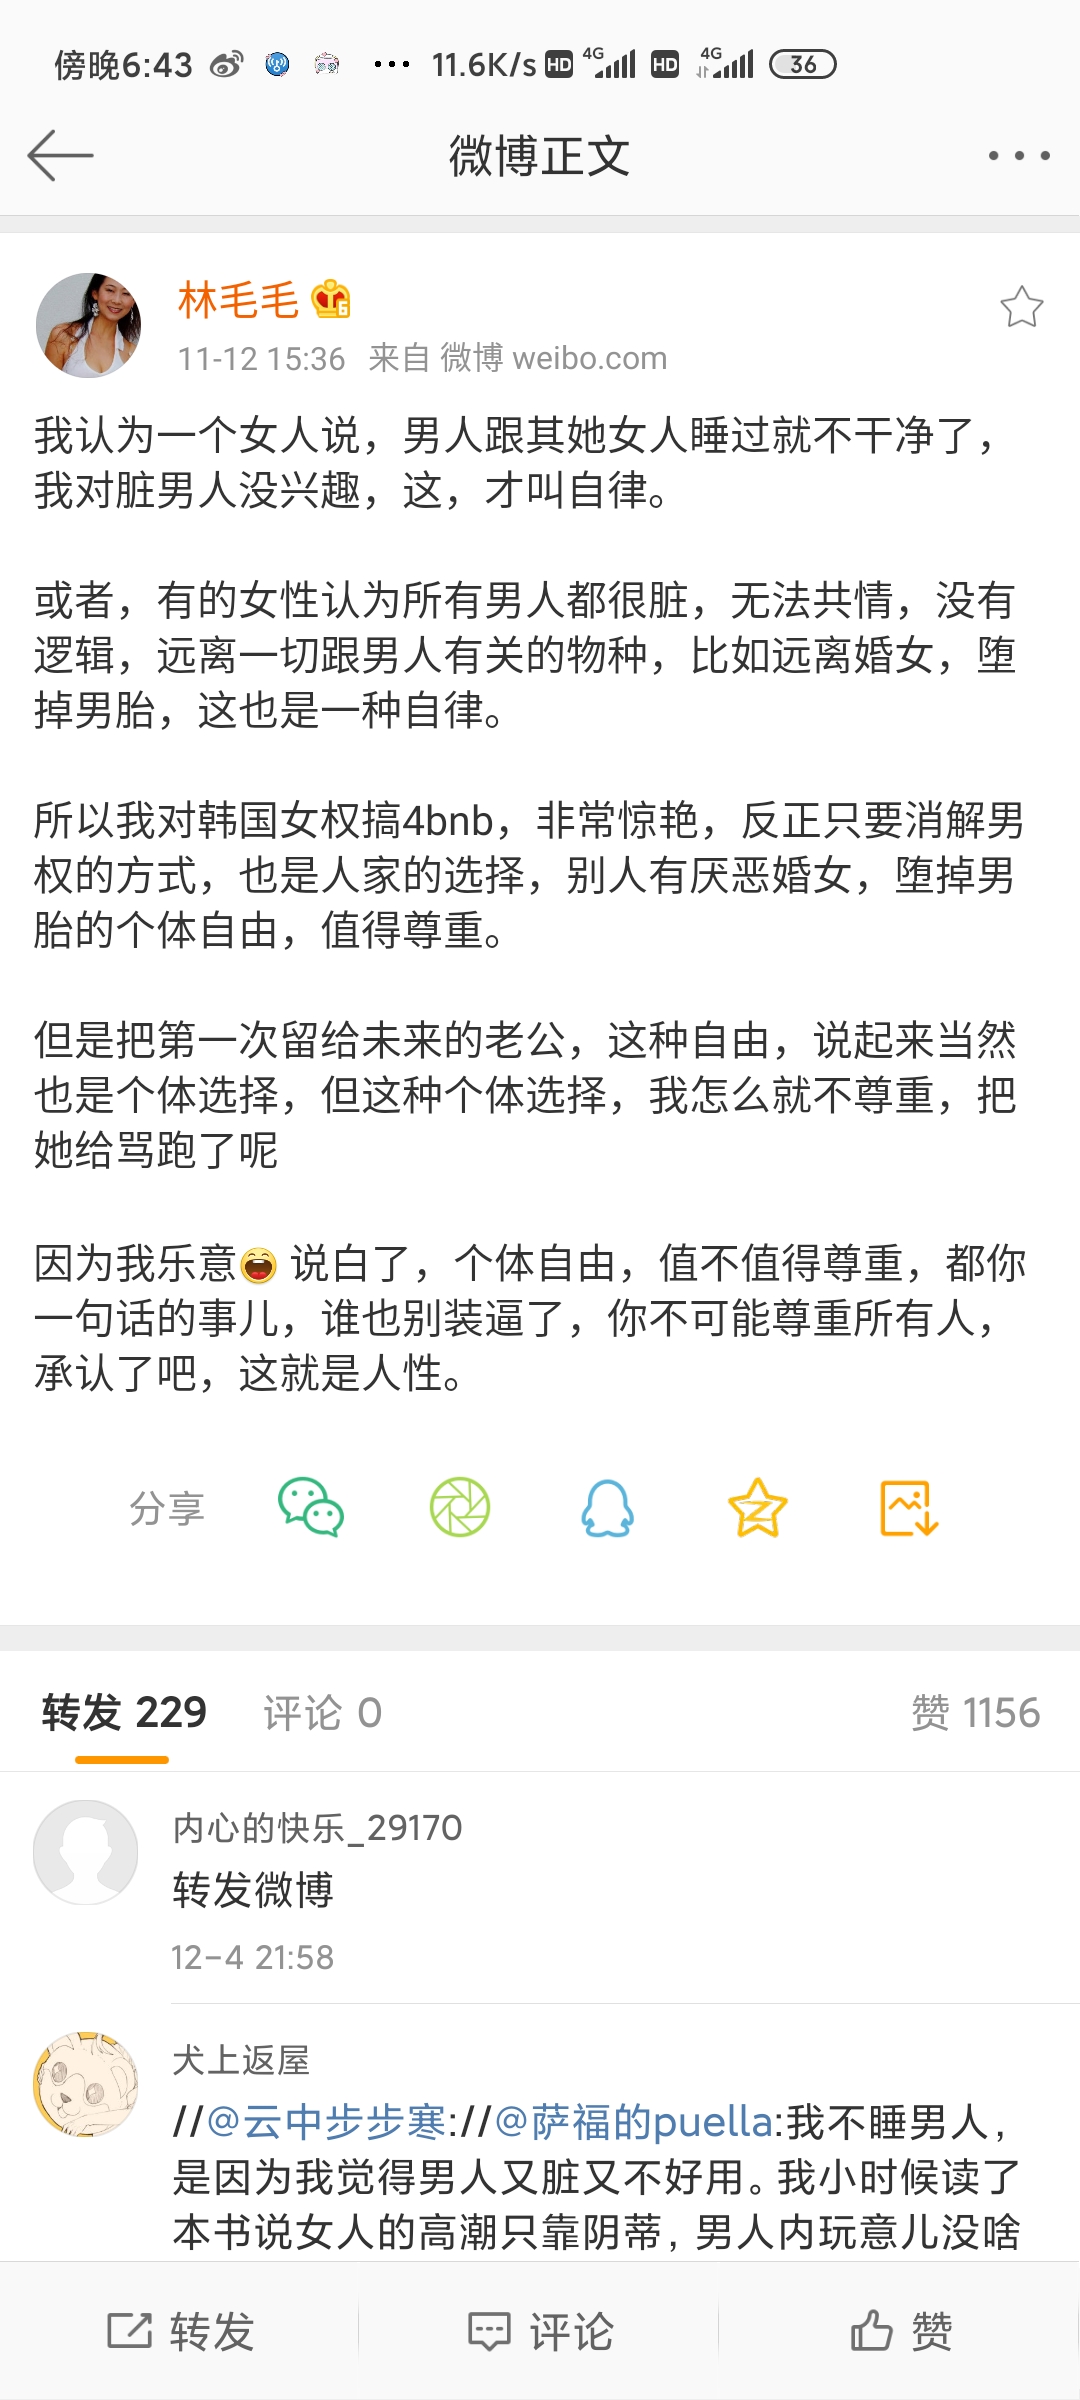 傍晚6:43 ··· 11.6K/s HD 4G HD 4G 36
微博正文
林毛毛 6
11-12 15:36 来自 微博 weibo.com
我认为一个女人说，男人跟其她女人睡过就不干净了，
我对脏男人没兴趣，这，才叫自律。
或者，有的女性认为所有男人都很脏，无法共情，没有
逻辑，远离一切跟男人有关的物种，比如远离婚女，堕
掉男胎，这也是一种自律。
所以我对韩国女权搞4bnb，非常惊艳，反正只要消解男
权的方式，也是人家的选择，别人有厌恶婚女，堕掉男
胎的个体自由，值得尊重。
但是把第一次留给未来的老公，这种自由，说起来当然
也是个体选择，但这种个体选择，我怎么就不尊重，把
她给骂跑了呢
因为我乐意 说白了，个体自由，值不值得尊重，都你
一句话的事儿，谁也别装逼了，你不可能尊重所有人，
承认了吧，这就是人性。
分享
转发 229 评论 0 赞 1156
内心的快乐_29170
转发微博
12-4 21:58
犬上返屋
//@云中步步寒://@萨福的puella:我不睡男人，
是因为我觉得男人又脏又不好用。我小时候读了
本书说女人的高潮只靠阴蒂，男人内玩意儿没啥
转发 评论 赞